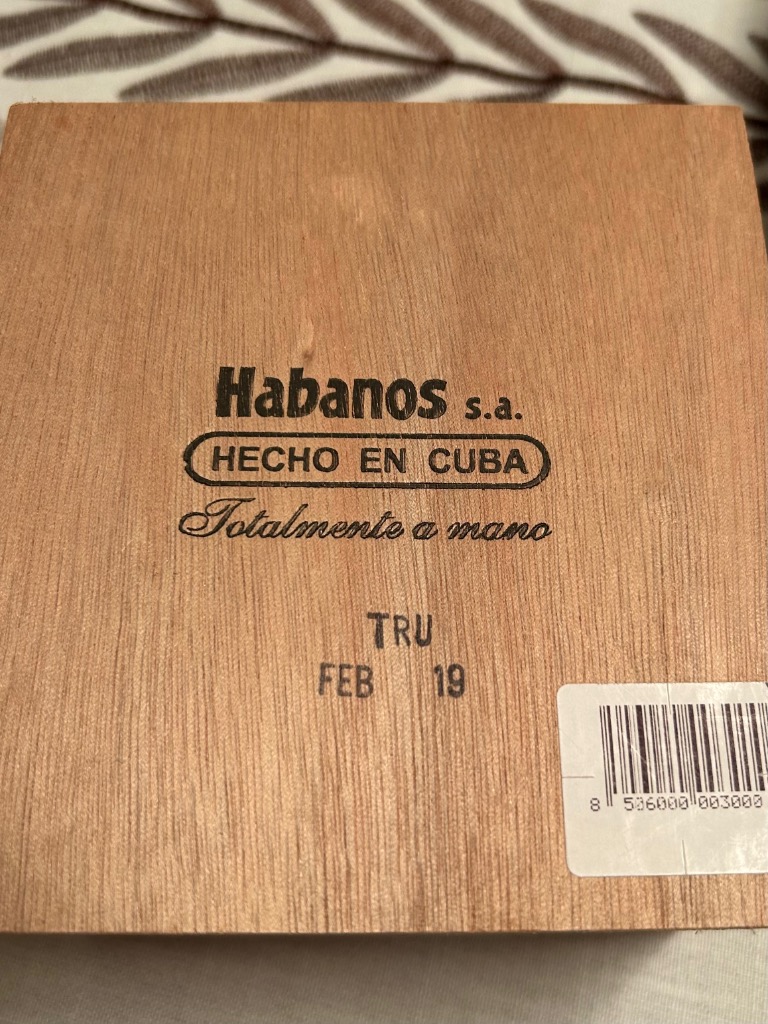 Habanos s.a.
HECHO EN CUBA
Totalmente a mano
TRU
FEB 19
8 506000 003000